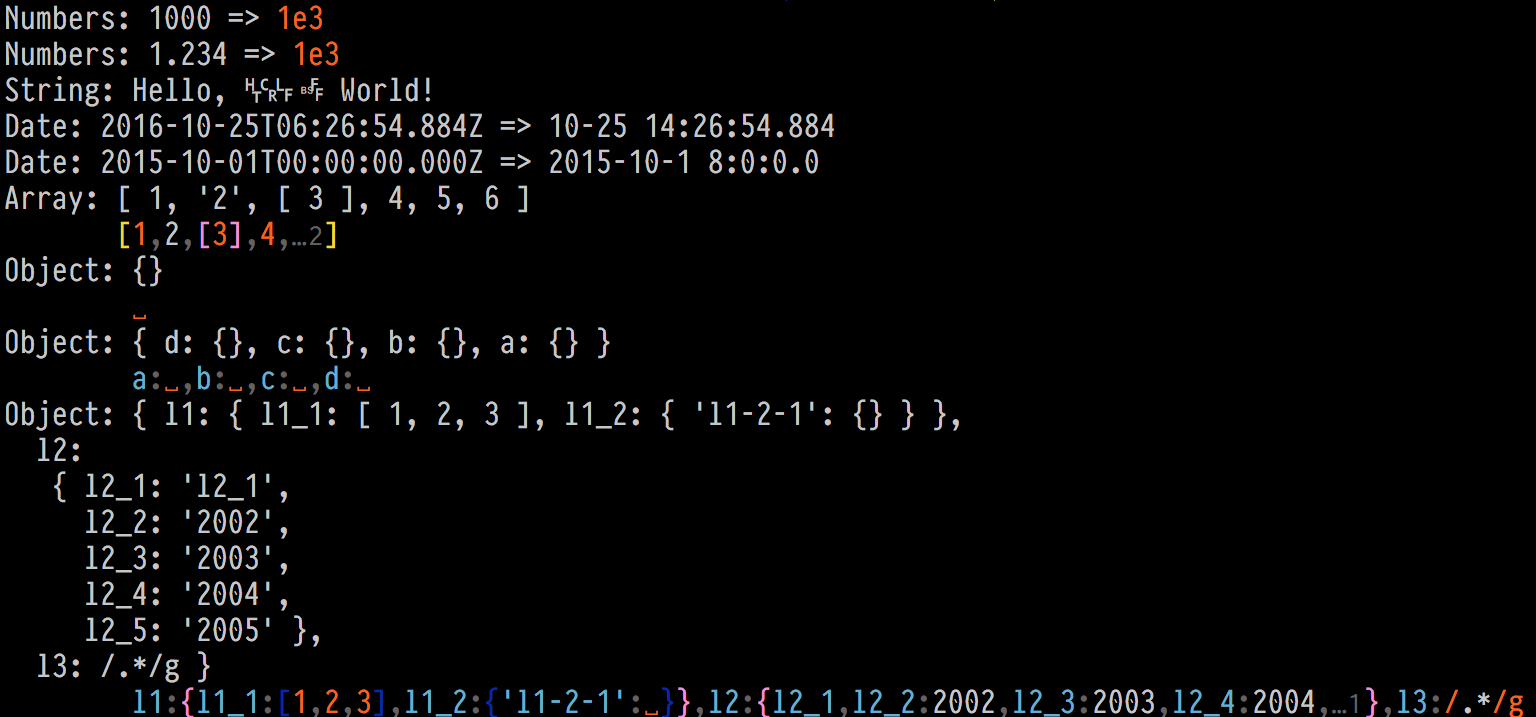 Numbers: 1000 => 1e3
Numbers: 1.234 => 1e3
String: Hello, ␉␍␊␈␌ World!
Date: 2016-10-25T06:26:54.884Z => 10-25 14:26:54.884
Date: 2015-10-01T00:00:00.000Z => 2015-10-1 8:0:0.0
Array: [ 1, '2', [ 3 ], 4, 5, 6 ]
[1,2,[3],4,…2]
Object: {}
␣
Object: { d: {}, c: {}, b: {}, a: {} }
a:␣,b:␣,c:␣,d:␣
Object: { l1: { l1_1: [ 1, 2, 3 ], l1_2: { 'l1-2-1': {} } },
l2:
{ l2_1: 'l2_1',
l2_2: '2002',
l2_3: '2003',
l2_4: '2004',
l2_5: '2005' },
l3: /.*/g }
l1:{l1_1:[1,2,3],l1_2:{'l1-2-1':␣}},l2:{l2_1,l2_2:2002,l2_3:2003,l2_4:2004,…1},l3:/.*/g